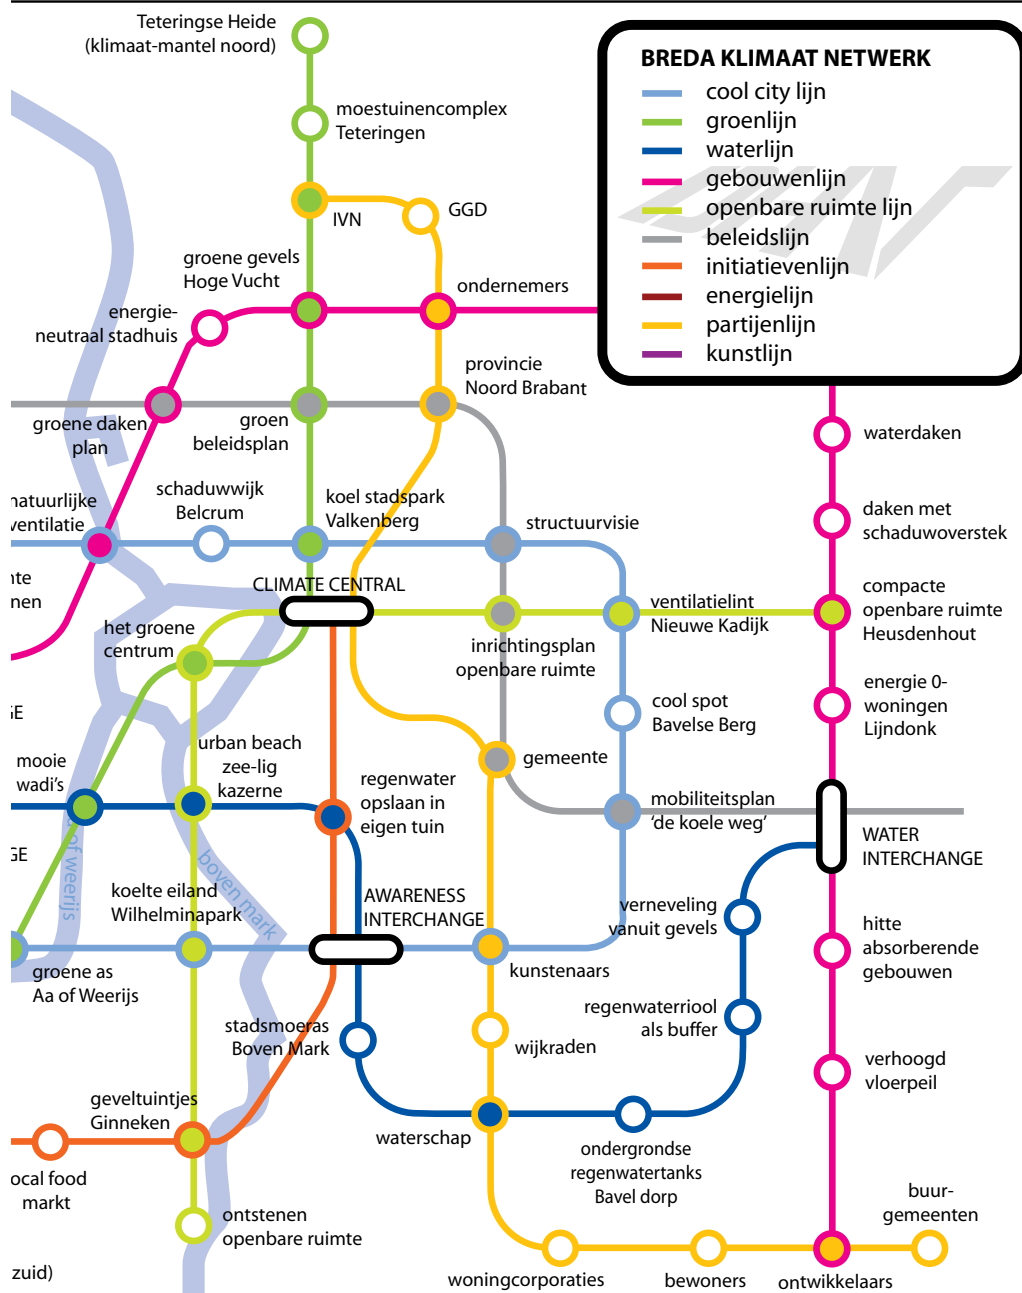 Teteringse Heide
(klimaat-mantel noord)
BREDA KLIMAAT NETWERK
cool city lijn
groenlijn
waterlijn
gebouwenlijn
openbare ruimte lijn
beleidslijn
initiatievenlijn
energielijn
partijenlijn
kunstlijn
moestuinencomplex
Teteringen
IVN
GGD
groene gevels
Hoge Vucht
ondernemers
energie-
neutraal stadhuis
provincie
Noord Brabant
groene daken
plan
groen
beleidsplan
waterdaken
natuurlijke
ventilatie
schaduwwijk
Belcrum
koel stadspark
Valkenberg
structuurvisie
daken met
schaduwoverstek
nte
nen
CLIMATE CENTRAL
ventilatielint
Nieuwe Kadijk
compacte
openbare ruimte
Heusdenhout
het groene
centrum
inrichtingsplan
openbare ruimte
energie 0-
woningen
Lijndonk
cool spot
Bavelse Berg
GE
mooie
wadi's
urban beach
zee-lig
kazerne
regenwater
opslaan in
eigen tuin
gemeente
mobiliteitsplan
'de koele weg'
WATER
INTERCHANGE
GE
a of weerijs
boven mark
koelte eiland
Wilhelminapark
AWARENESS
INTERCHANGE
verneveling
vanuit gevels
hitte
absorberende
gebouwen
groene as
Aa of Weerijs
kunstenaars
stadsmoeras
Boven Mark
wijkraden
regenwaterriool
als buffer
verhoogd
vloerpeil
geveltuintjes
Ginneken
waterschap
ondergrondse
regenwatertanks
Bavel dorp
ocal food
markt
ontstenen
openbare ruimte
buur-
gemeenten
zuid)
woningcorporaties
bewoners
ontwikkelaars